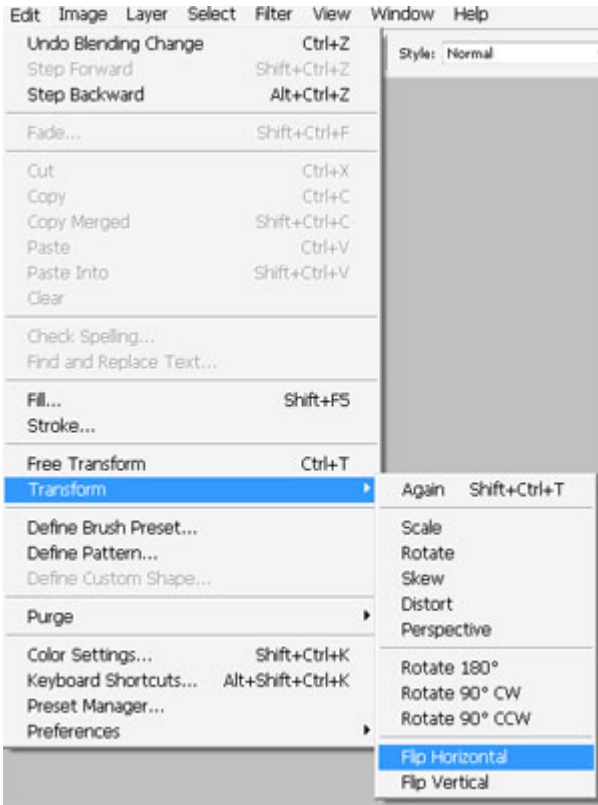 Edit Image Layer Select Filter View Window Help
Undo Blending Change Ctrl+Z
Style: Normal
Step Forward Shift+Ctrl+Z
Step Backward Alt+Ctrl+Z
Fade... Shift+Ctrl+F
Cut Ctrl+X
Copy Ctrl+C
Copy Merged Shift+Ctrl+C
Paste Ctrl+V
Paste Into Shift+Ctrl+V
Clear
Check Spelling...
Find and Replace Text...
Fill... Shift+F5
Stroke...
Free Transform Ctrl+T
Transform
Define Brush Preset...
Define Pattern...
Define Custom Shape...
Purge
Color Settings... Shift+Ctrl+K
Keyboard Shortcuts... Alt+Shift+Ctrl+K
Preset Manager...
Preferences
Again Shift+Ctrl+T
Scale
Rotate
Skew
Distort
Perspective
Rotate 180°
Rotate 90° CW
Rotate 90° CCW
Flip Horizontal
Flip Vertical